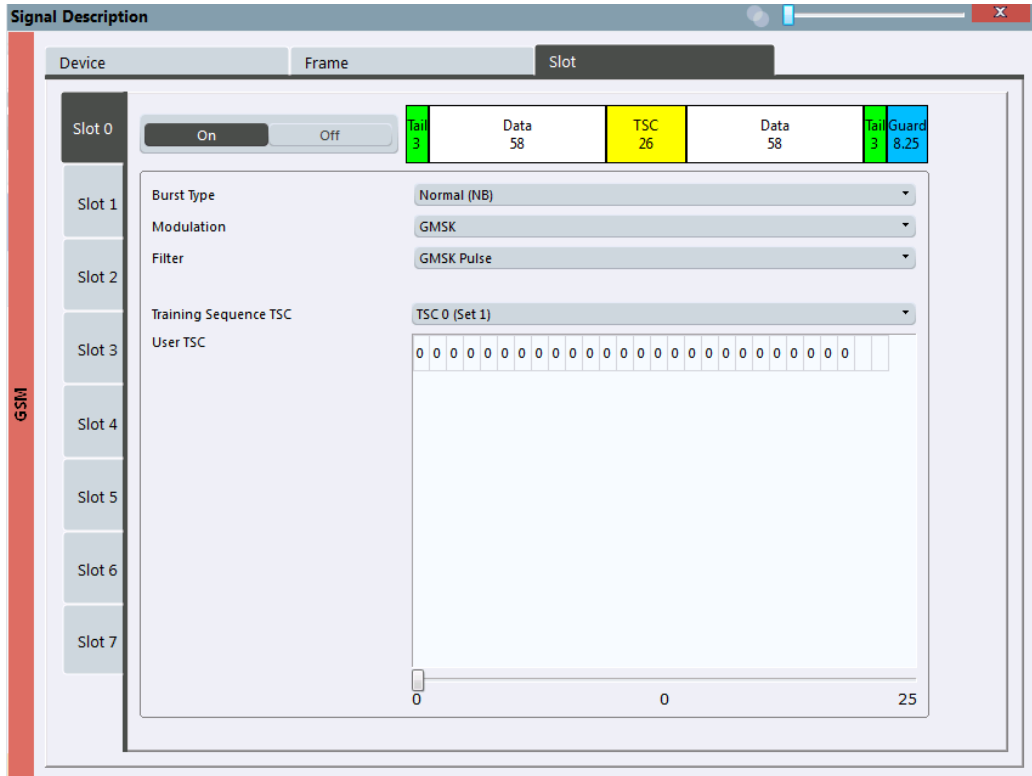 Signal Description
X
Device Frame Slot
GSM
Slot 0
Slot 1
Slot 2
Slot 3
Slot 4
Slot 5
Slot 6
Slot 7
On Off
Tail Data TSC Data Tail Guard
3 58 26 58 3 8.25
Burst Type Normal (NB)
Modulation GMSK
Filter GMSK Pulse
Training Sequence TSC TSC 0 (Set 1)
User TSC
0 0 0 0 0 0 0 0 0 0 0 0 0 0 0 0 0 0 0 0 0 0 0 0 0 0
0 0 25